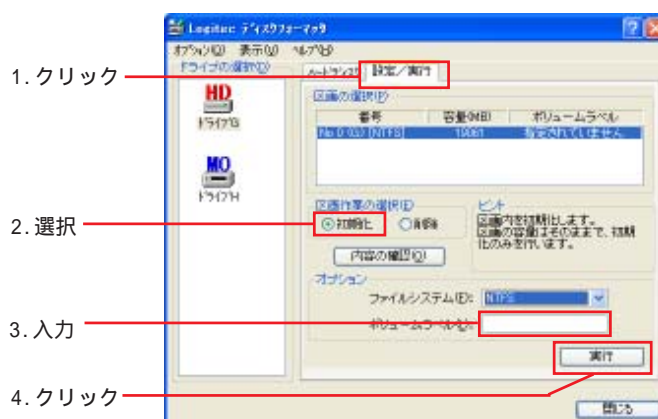 Logitec ディスクフォーマッタ
オプション(O) 表示(V) ヘルプ(H)
1.クリック
ドライブの選択(D)
ハードディスク 設定／実行
HD
ドライブG
MO
ドライブH
区画の選択(P)
番号 容量(MB) ボリュームラベル
No.0 (G:) [NTFS] 19061 指定されていません
2.選択
区画作業の選択(E)
初期化 削除
内容の確認(Q)
ヒント
区画内を初期化します。
区画の容量はそのままで、初期
化のみを行います。
オプション
ファイルシステム(F): NTFS
3.入力
ボリュームラベル(L):
実行
4.クリック
閉じる